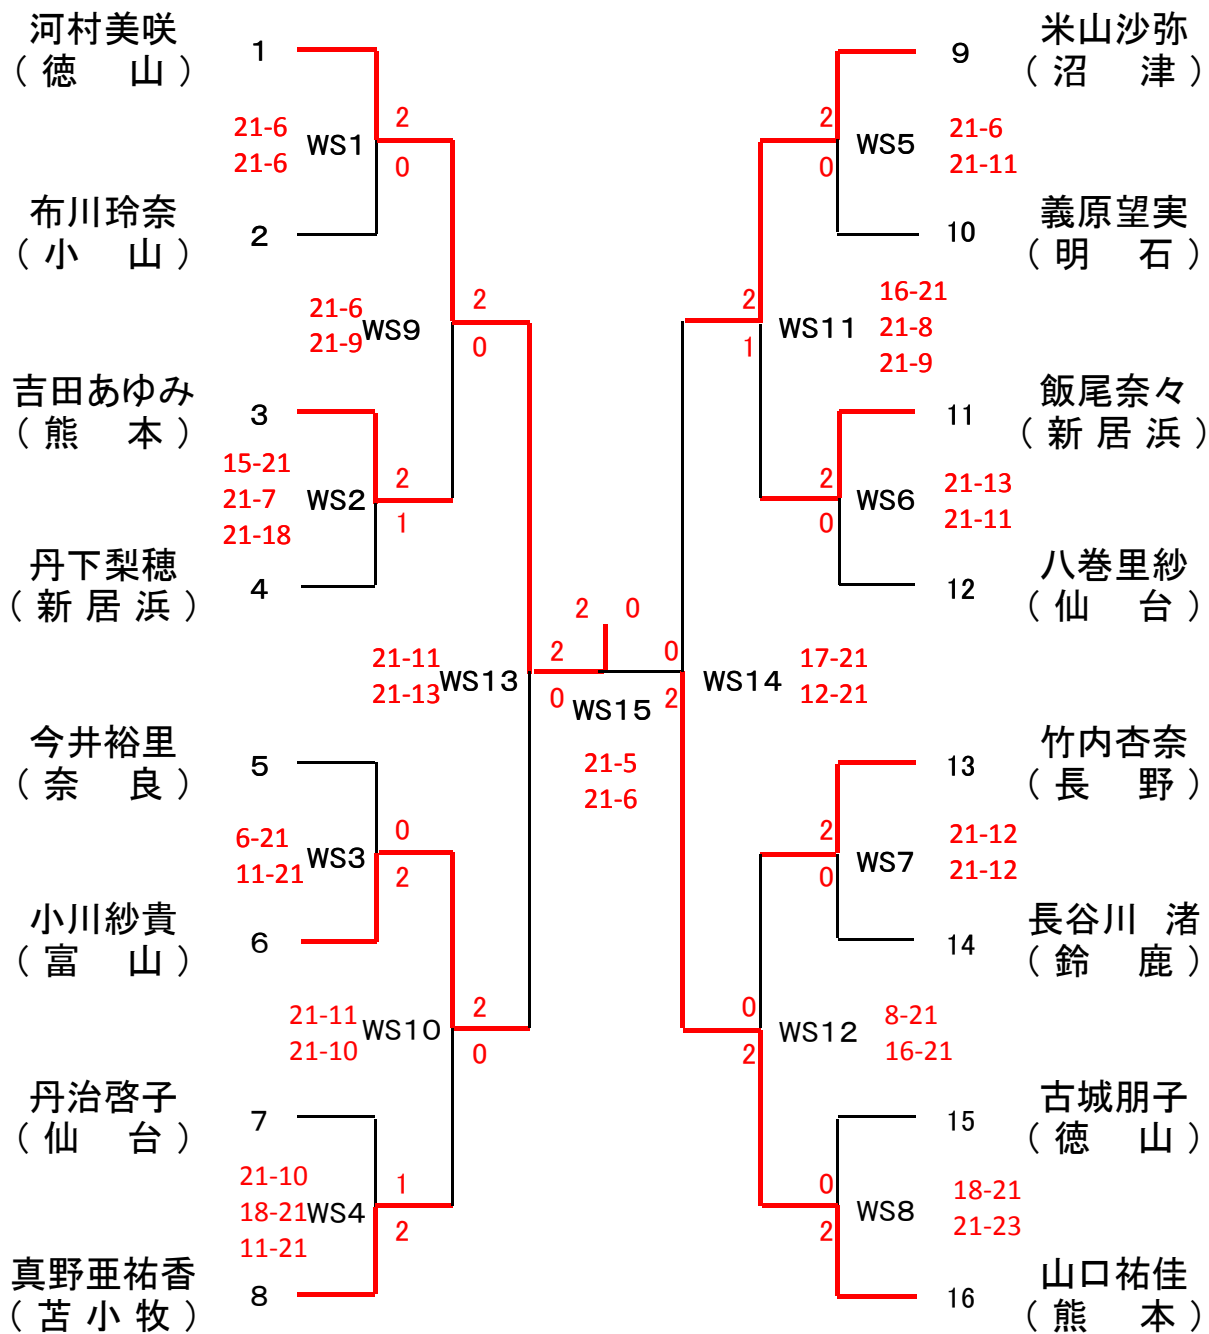 河村美咲
（ 徳　山 ）
1
21-6
21-6
WS1
2
0
布川玲奈
（ 小　山 ）
2
21-6
21-9
WS9
2
0
吉田あゆみ
（ 熊　本 ）
3
15-21
21-7
21-18
WS2
2
1
丹下梨穂
（ 新 居 浜 ）
4
21-11
21-13
WS13
2
0
今井裕里
（ 奈　良 ）
5
6-21
11-21
WS3
0
2
小川紗貴
（ 富　山 ）
6
21-11
21-10
WS10
2
0
丹治啓子
（ 仙　台 ）
7
21-10
18-21
11-21
WS4
1
2
真野亜祐香
（ 苫 小 牧 ）
8
2　0
WS15
21-5
21-6
米山沙弥
（ 沼　津 ）
9
2
0
WS5
21-6
21-11
義原望実
（ 明　石 ）
10
2
1
WS11
16-21
21-8
21-9
飯尾奈々
（ 新 居 浜 ）
11
2
0
WS6
21-13
21-11
八巻里紗
（ 仙　台 ）
12
0
2
WS14
17-21
12-21
竹内杏奈
（ 長　野 ）
13
2
0
WS7
21-12
21-12
長谷川　渚
（ 鈴　鹿 ）
14
0
2
WS12
8-21
16-21
古城朋子
（ 徳　山 ）
15
0
2
WS8
18-21
21-23
山口祐佳
（ 熊　本 ）
16